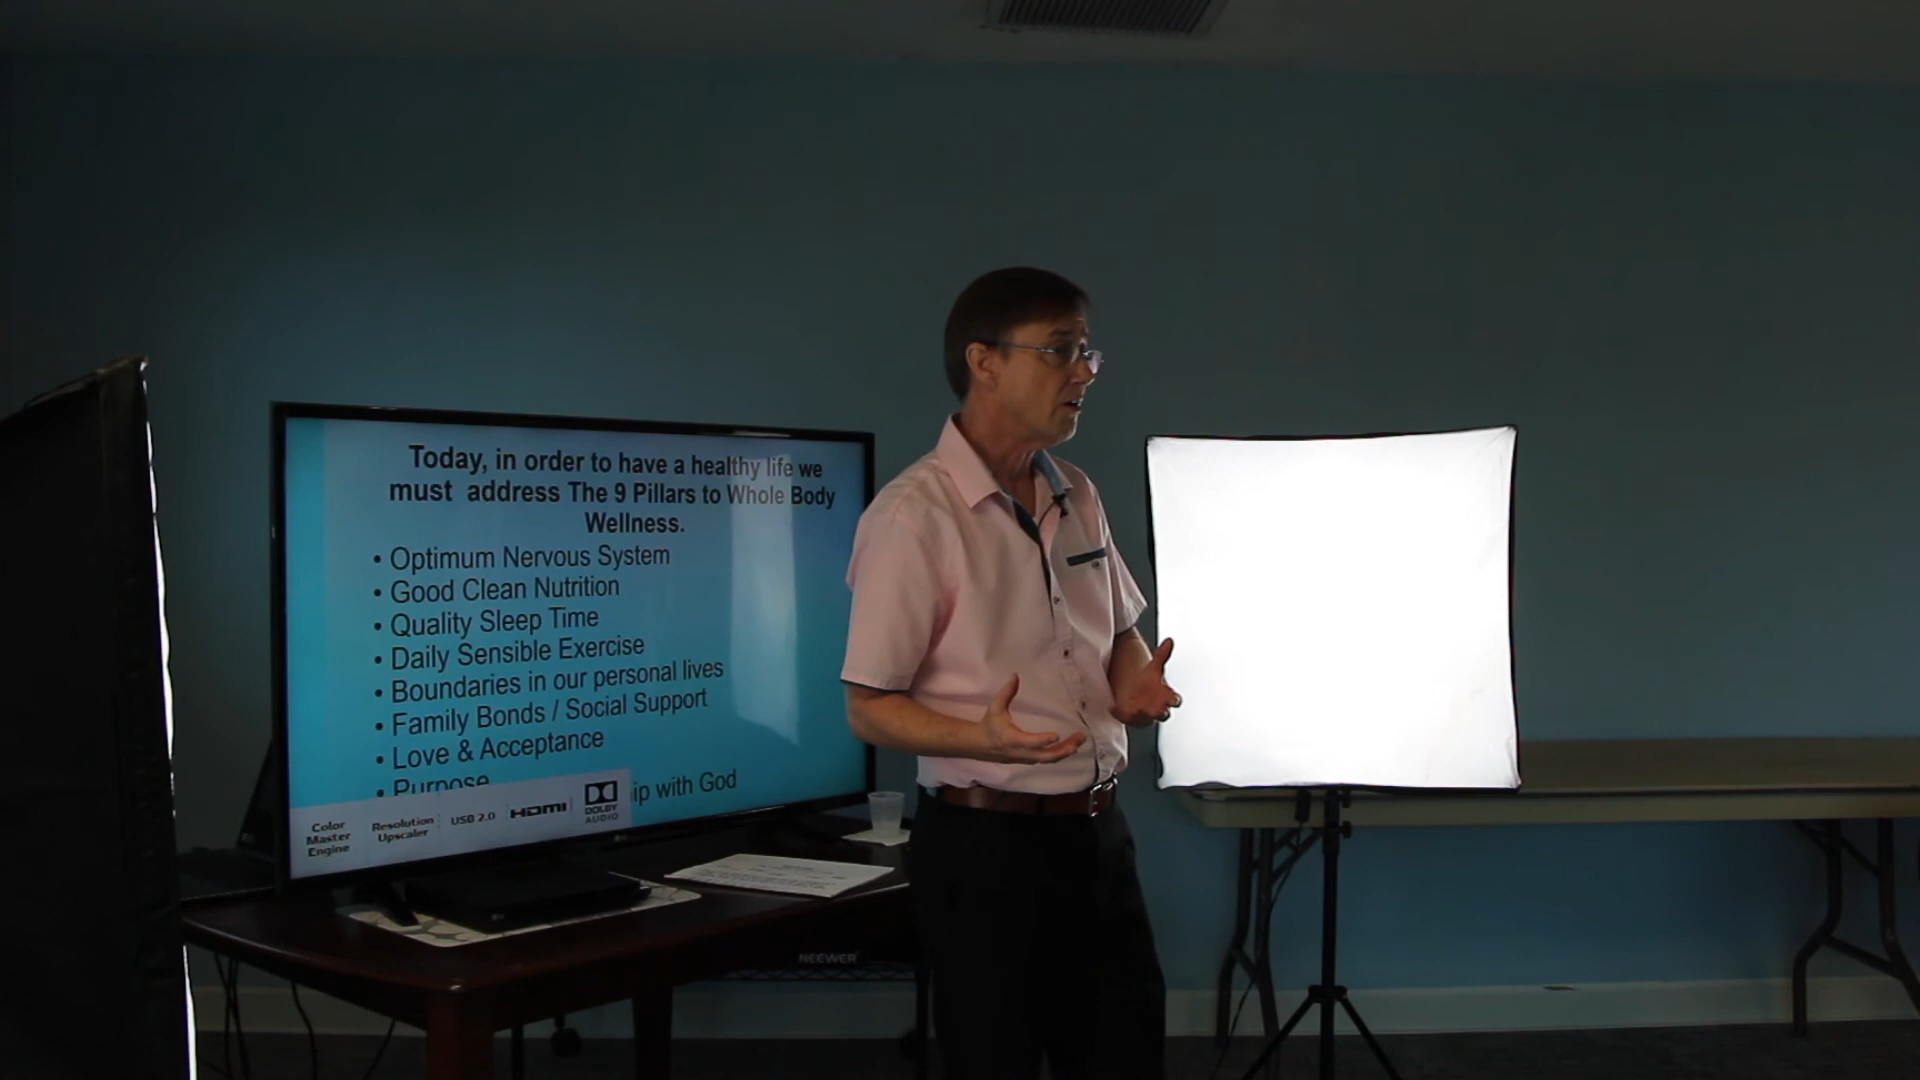 Today, in order to have a healthy life we
must address The 9 Pillars to Whole Body
Wellness.
• Optimum Nervous System
• Good Clean Nutrition
• Quality Sleep Time
• Daily Sensible Exercise
• Boundaries in our personal lives
• Family Bonds / Social Support
• Love & Acceptance
• Purpose
ip with God
Color
Master
Engine
Resolution
Upscaler
USB 2.0
HDMI
DOLBY
AUDIO
LG
NEEWER